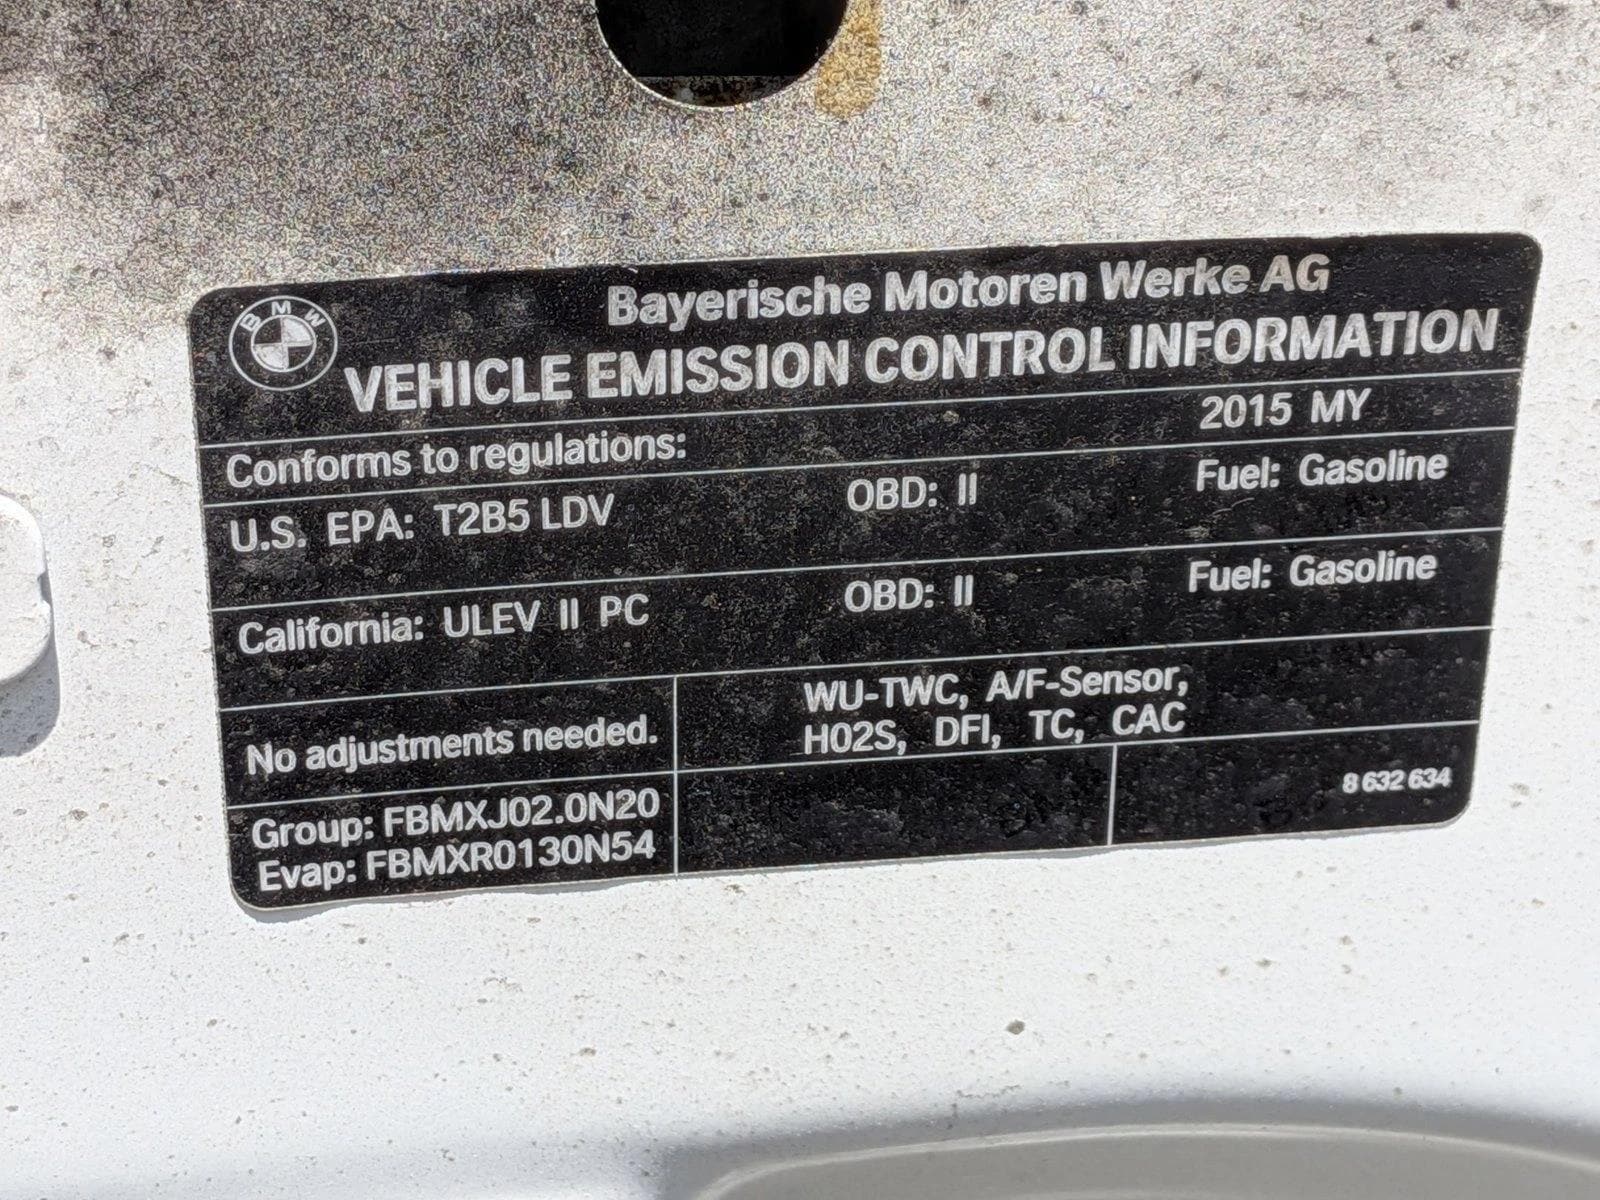 BMW
Bayerische Motoren Werke AG
VEHICLE EMISSION CONTROL INFORMATION
Conforms to regulations: 2015 MY
U.S. EPA: T2B5 LDV OBD: II Fuel: Gasoline
California: ULEV II PC OBD: II Fuel: Gasoline
No adjustments needed.
WU-TWC, A/F-Sensor,
H02S, DFI, TC, CAC
Group: FBMXJ02.0N20
Evap: FBMXR0130N54
8 632 634